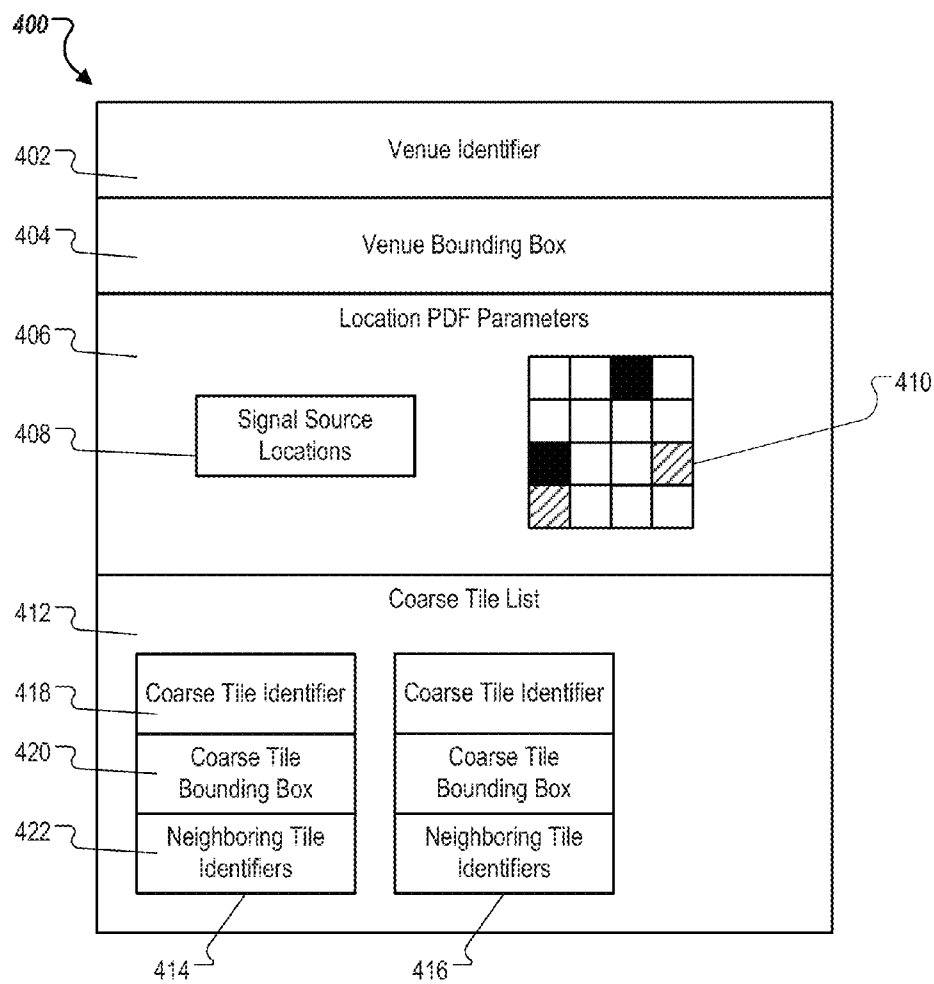 400
402
Venue Identifier
404
Venue Bounding Box
Location PDF Parameters
406
408
Signal Source
Locations
410
Coarse Tile List
412
418
Coarse Tile Identifier
Coarse Tile Identifier
420
Coarse Tile
Bounding Box
Coarse Tile
Bounding Box
422
Neighboring Tile
Identifiers
Neighboring Tile
Identifiers
414
416